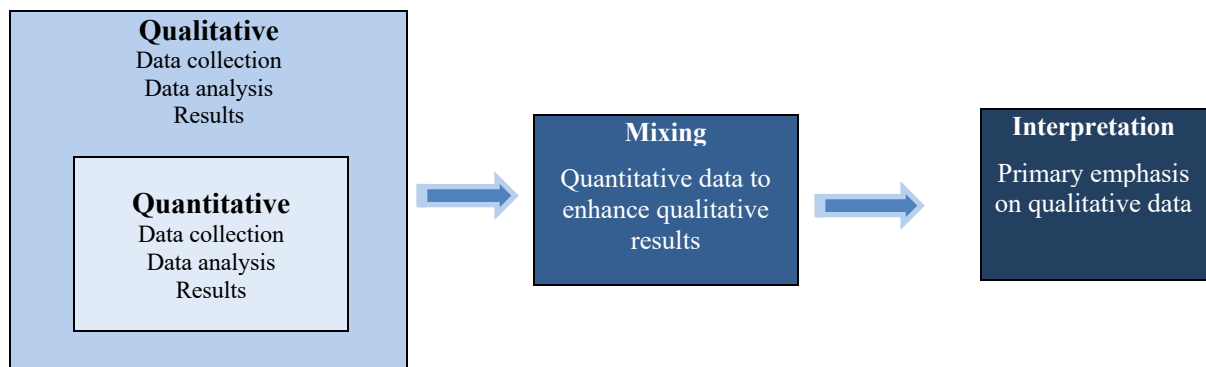 Qualitative
Data collection
Data analysis
Results
Quantitative
Data collection
Data analysis
Results
Mixing
Quantitative data to
enhance qualitative
results
Interpretation
Primary emphasis
on qualitative data